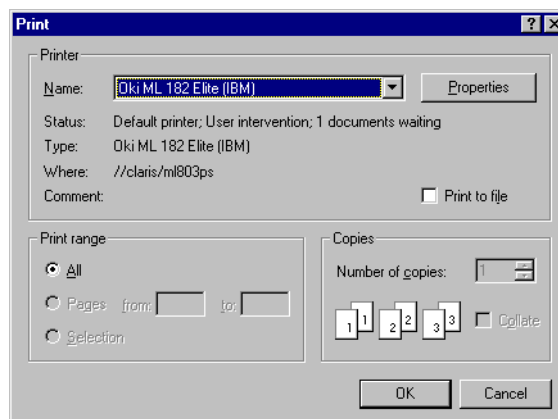 Print
Printer
Name: Oki ML 182 Elite (IBM) Properties
Status: Default printer; User intervention; 1 documents waiting
Type: Oki ML 182 Elite (IBM)
Where: //claris/ml803ps
Comment: Print to file
Print range
All
Pages from: to:
Selection
Copies
Number of copies: 1
1 1 2 2 3 3 Collate
OK Cancel